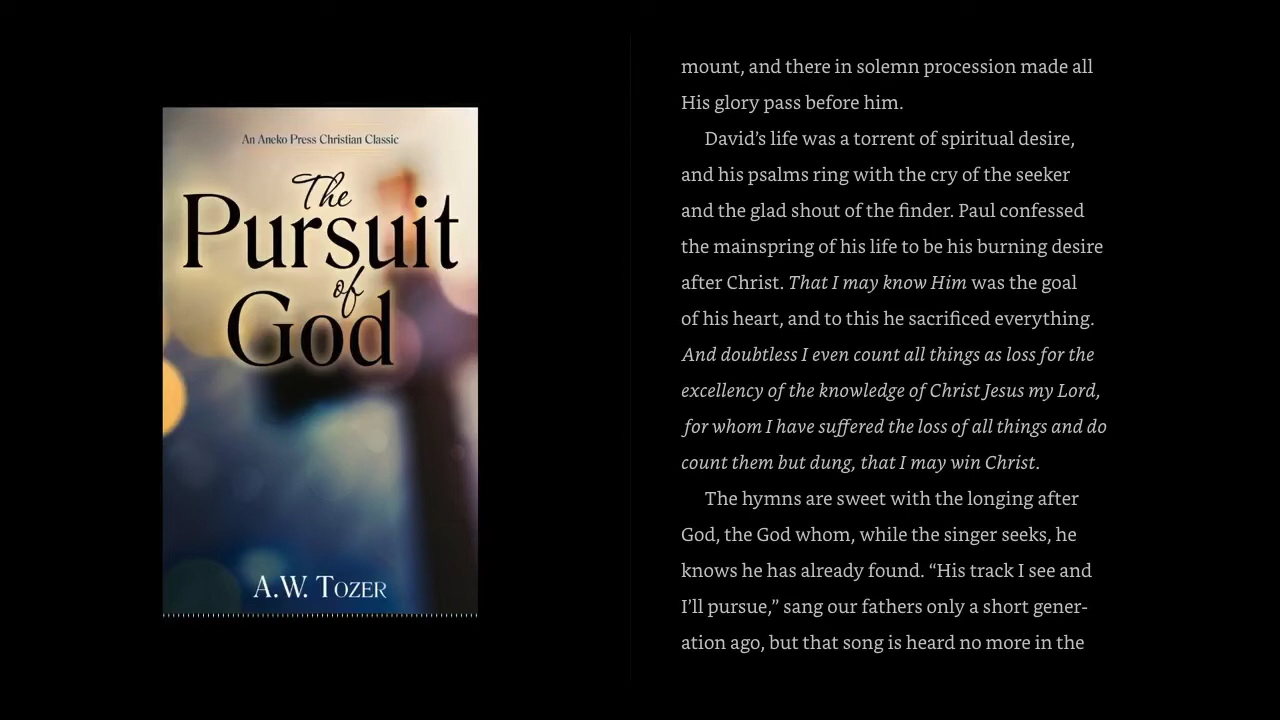 An Aneko Press Christian Classic
The
Pursuit
of
God
A.W. Tozer
mount, and there in solemn procession made all
His glory pass before him.
David’s life was a torrent of spiritual desire,
and his psalms ring with the cry of the seeker
and the glad shout of the finder. Paul confessed
the mainspring of his life to be his burning desire
after Christ. That I may know Him was the goal
of his heart, and to this he sacrificed everything.
And doubtless I even count all things as loss for the
excellency of the knowledge of Christ Jesus my Lord,
for whom I have suffered the loss of all things and do
count them but dung, that I may win Christ.
The hymns are sweet with the longing after
God, the God whom, while the singer seeks, he
knows he has already found. “His track I see and
I’ll pursue,” sang our fathers only a short gener-
ation ago, but that song is heard no more in the